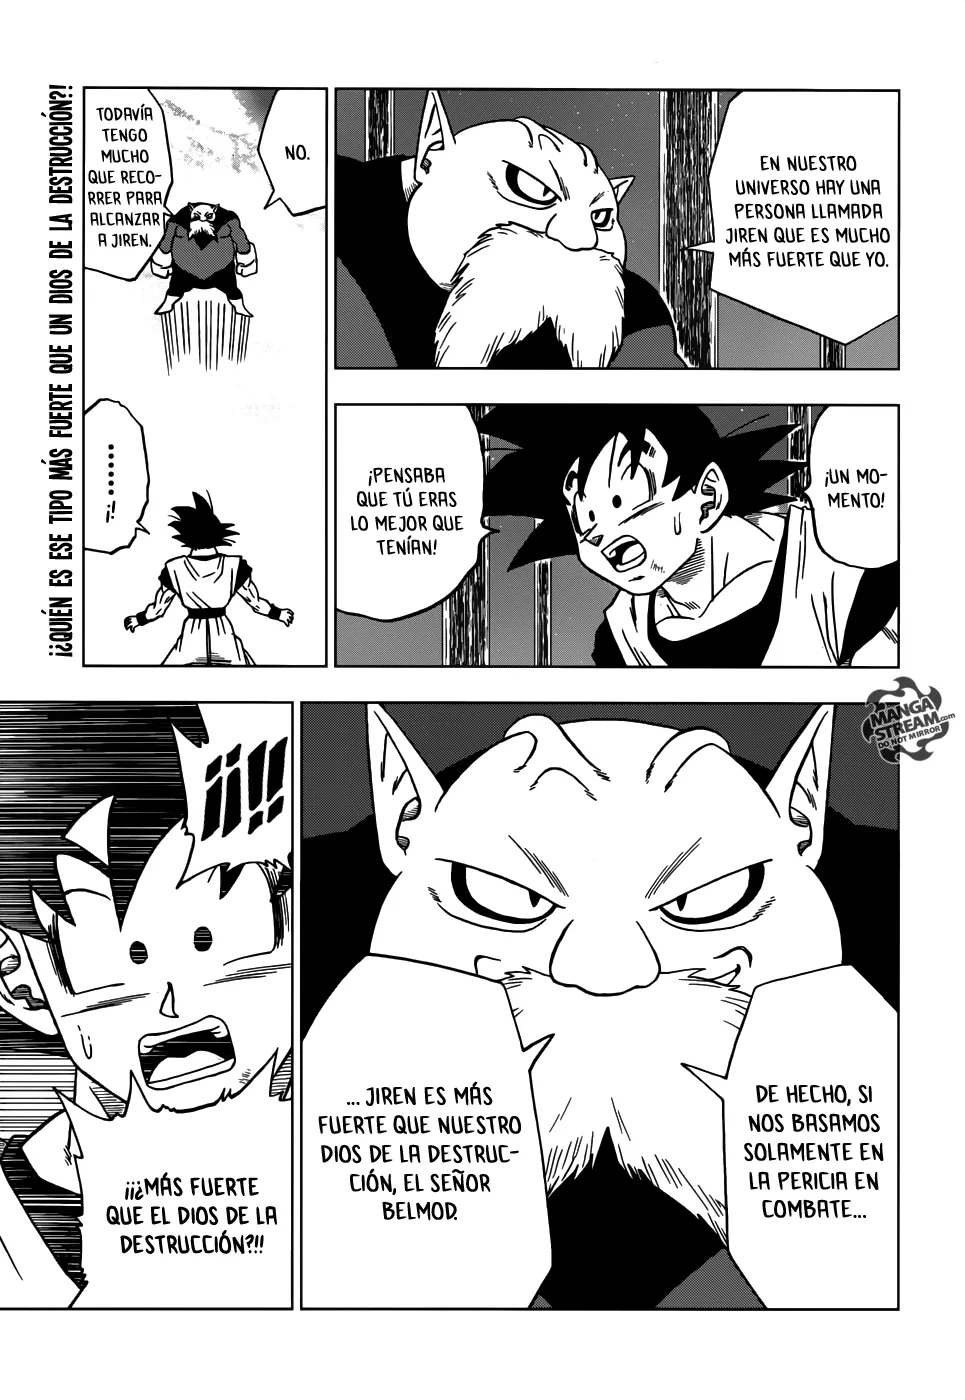 EN NUESTRO
UNIVERSO HAY UNA
PERSONA LLAMADA
JIREN QUE ES MUCHO
MÁS FUERTE QUE YO.
¡UN MO-
MENTO!
¡PENSABA
QUE TÚ ERAS
LO MEJOR QUE
TENÍAN!
NO.
TODAVÍA
TENGO
MUCHO
QUE RECO-
RRER PARA
ALCANZAR
A JIREN.
......!
¡¿QUIÉN ES ESE TIPO MÁS FUERTE QUE UN DIOS DE LA DESTRUCCIÓN?!
MANGA
STREAM.com
DO NOT MIRROR
DE HECHO, SI
NOS BASAMOS
SOLAMENTE EN
LA PERICIA EN
COMBATE...
... JIREN ES MÁS
FUERTE QUE NUESTRO
DIOS DE LA DESTRUC-
CIÓN, EL SEÑOR
BELMOD.
¡¡!!
¡¡¿MÁS FUERTE
QUE EL DIOS DE LA
DESTRUCCIÓN?!!